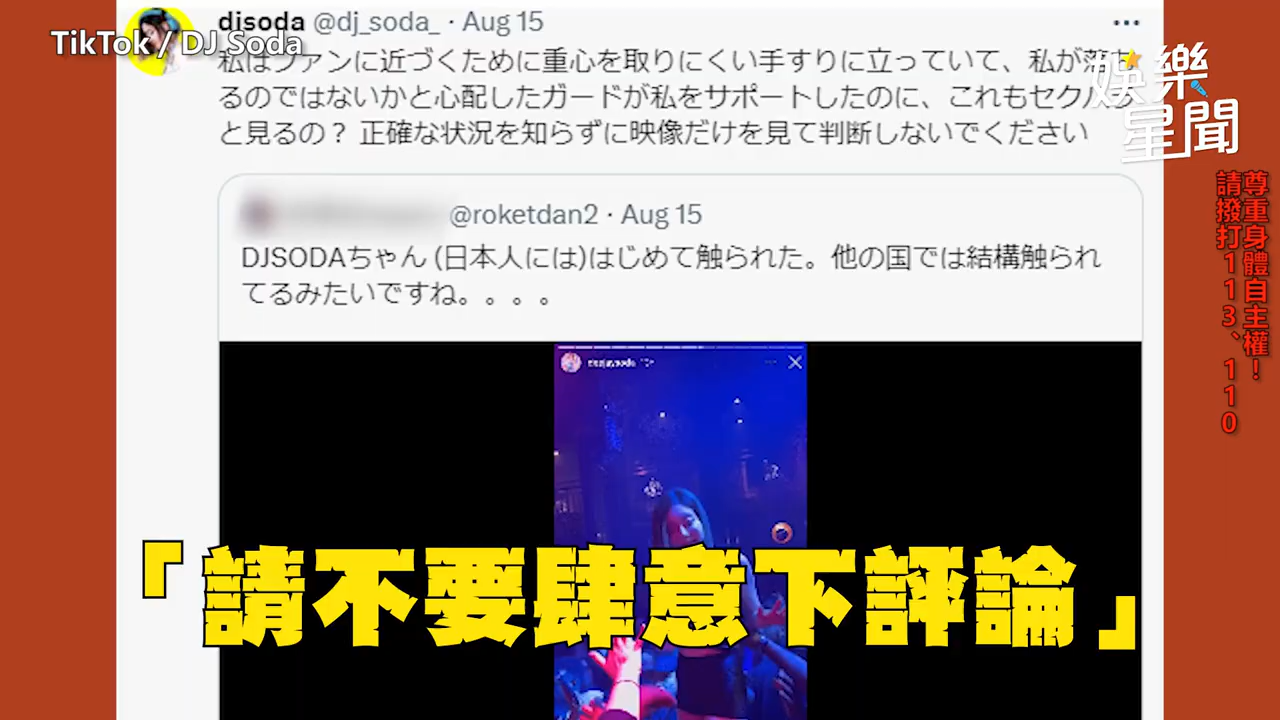 TikTok / DJ Soda
djsoda @dj_soda_ · Aug 15
私はファンに近づくために重心を取りにくい手すりに立っていて、私が落ち
るのではないかと心配したガードが私をサポートしたのに、これもセクハラ
と見るの？ 正確な状況を知らずに映像だけを見て判断しないでください
娛樂
星聞
@roketdan2 · Aug 15
DJSODAちゃん (日本人には)はじめて触られた。他の国では結構触られ
てるみたいですね。。。。
尊重身體自主權！
請撥打113、110
「請不要肆意下評論」